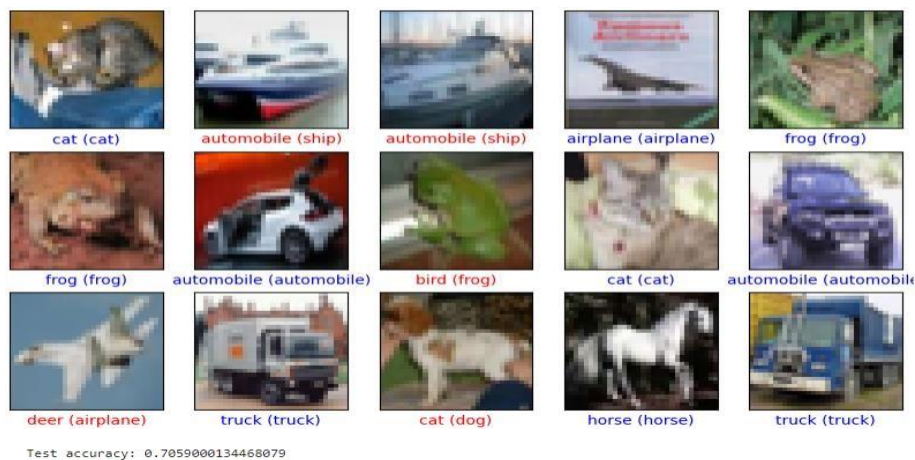 cat (cat)
automobile (ship)
automobile (ship)
airplane (airplane)
frog (frog)
frog (frog)
automobile (automobile)
bird (frog)
cat (cat)
automobile (automobile
deer (airplane)
truck (truck)
cat (dog)
horse (horse)
truck (truck)
Test accuracy: 0.7059000134468079